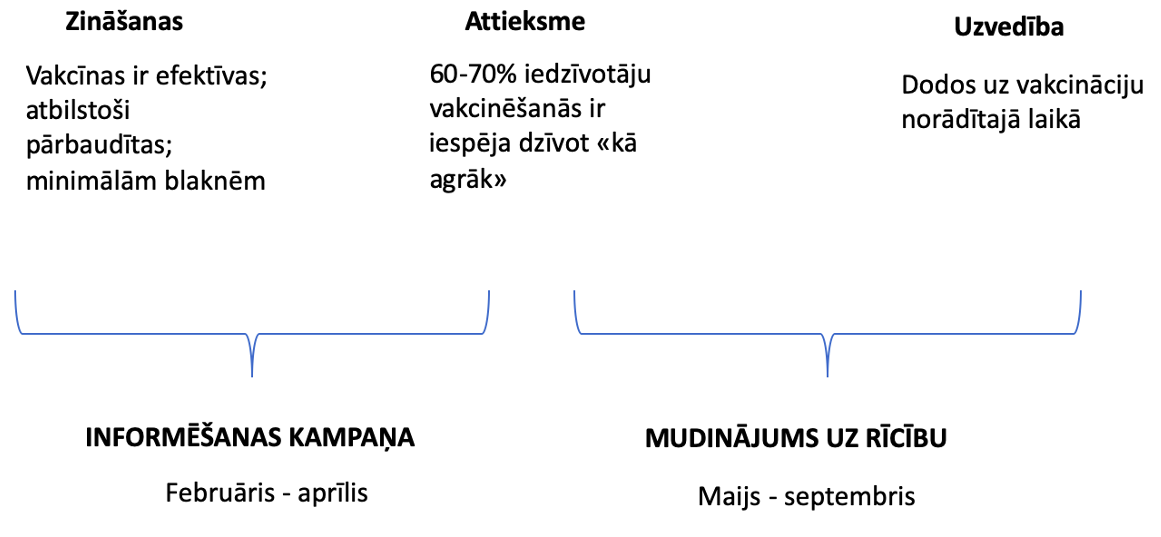 Zināšanas
Vakcīnas ir efektīvas;
atbilstoši
pārbaudītas;
minimālām blaknēm
Attieksme
60-70% iedzīvotāju
vakcinēšanās ir
iespēja dzīvot «kā
agrāk»
Uzvedība
Dodos uz vakcināciju
norādītajā laikā
INFORMĒŠANAS KAMPAŅA
Februāris - aprīlis
MUDINĀJUMS UZ RĪCĪBU
Maijs - septembris